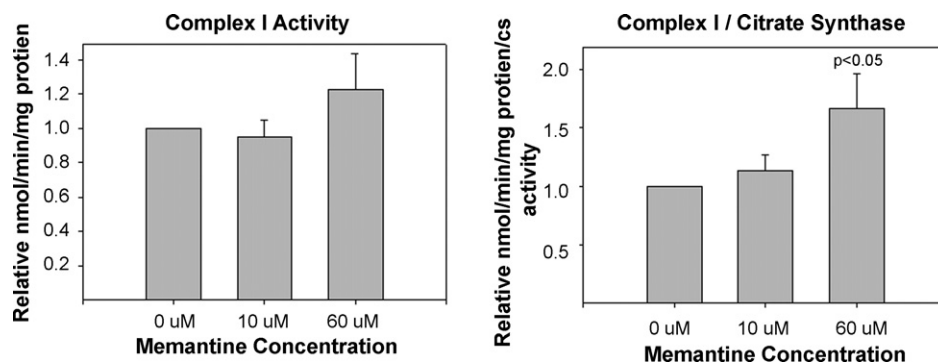 Complex I Activity
Relative nmol/min/mg protien
1.4
1.2
1.0
0.8
0.6
0.4
0.2
0 uM
10 uM
60 uM
Memantine Concentration
Complex I / Citrate Synthase
Relative nmol/min/mg protien/cs
activity
2.0
1.5
1.0
0.5
p<0.05
0 uM
10 uM
60 uM
Memantine Concentration